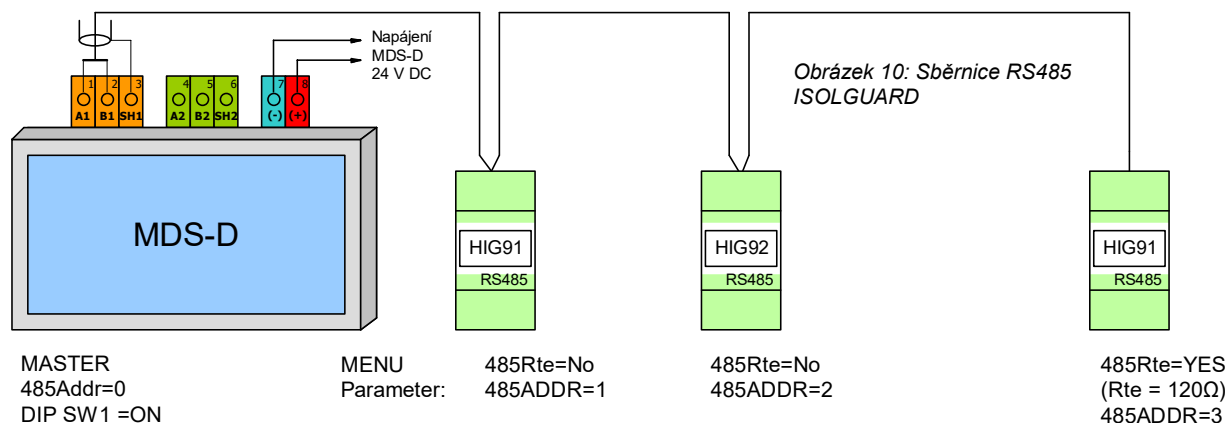 Napájení
MDS-D
24 V DC
Obrázek 10: Sběrnice RS485
ISOLGUARD
1 2 3 4 5 6 7 8
A1 B1 SH1 A2 B2 SH2 (-) (+)
MDS-D
HIG91
RS485
HIG92
RS485
HIG91
RS485
MASTER
485Addr=0
DIP SW1 =ON
MENU
Parameter:
485Rte=No
485ADDR=1
485Rte=No
485ADDR=2
485Rte=YES
(Rte = 120Ω)
485ADDR=3